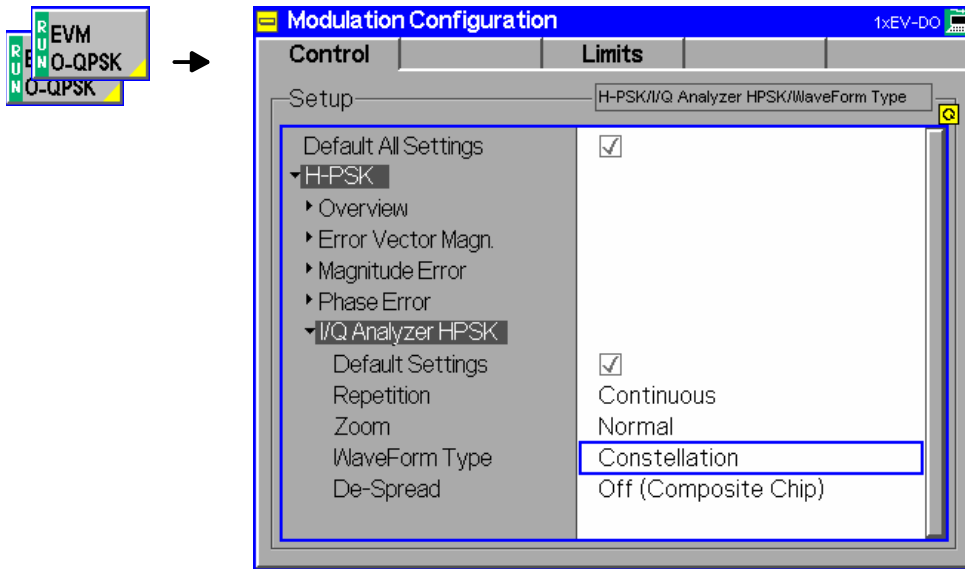 RUN
EVM
O-QPSK
RUN
E
O-QPSK
Modulation Configuration
1xEV-DO
Control
Limits
Setup
H-PSK/I/Q Analyzer HPSK/WaveForm Type
Default All Settings
H-PSK
Overview
Error Vector Magn.
Magnitude Error
Phase Error
I/Q Analyzer HPSK
Default Settings
Repetition Continuous
Zoom Normal
WaveForm Type Constellation
De-Spread Off (Composite Chip)